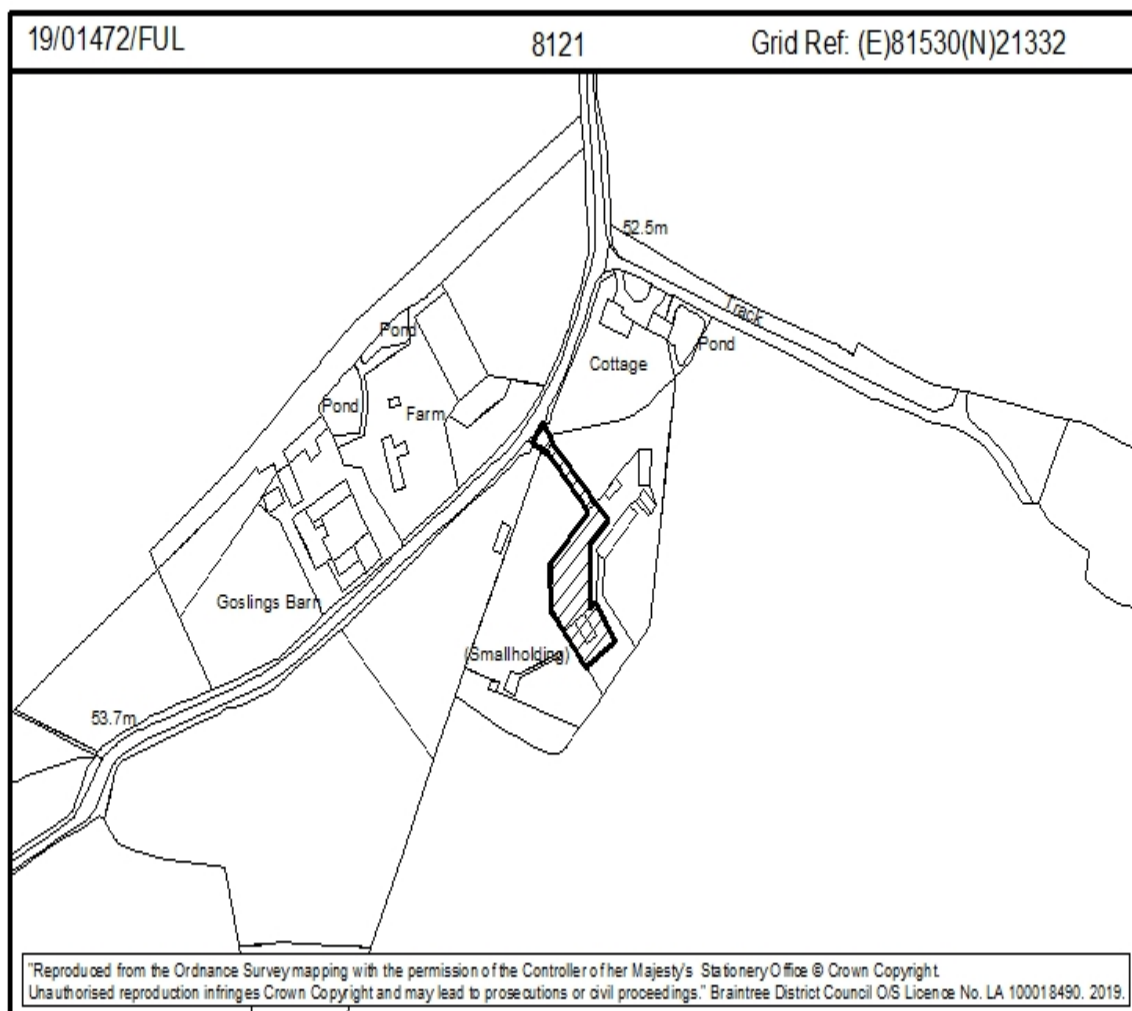 19/01472/FUL
8121
Grid Ref: (E)81530(N)21332
52.5m
Track
Pond
Pond
Cottage
Pond
Farm
Goslings Barn
(Smallholding)
53.7m
"Reproduced from the Ordnance Survey mapping with the permission of the Controller of her Majesty's Stationery Office © Crown Copyright.
Unauthorised reproduction infringes Crown Copyright and may lead to prosecutions or civil proceedings." Braintree District Council O/S Licence No. LA 100018490. 2019.